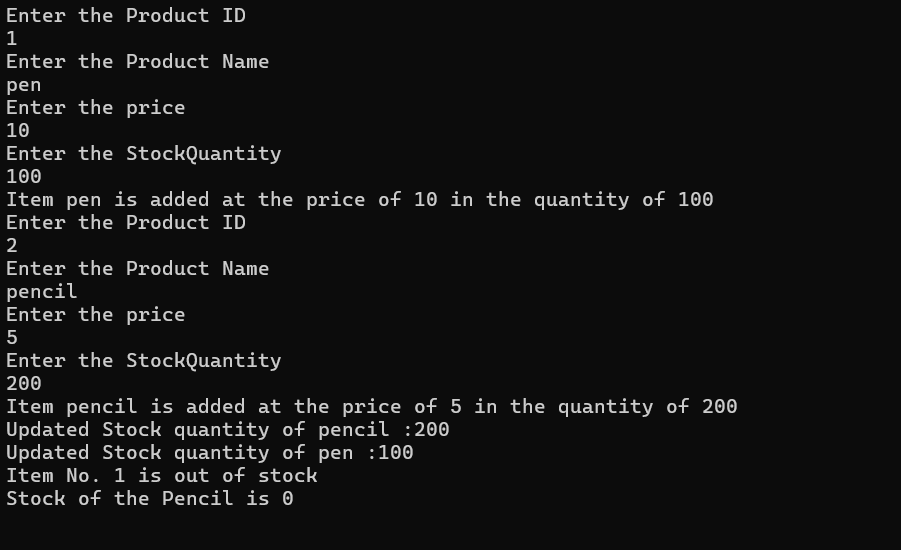 Enter the Product ID
1
Enter the Product Name
pen
Enter the price
10
Enter the StockQuantity
100
Item pen is added at the price of 10 in the quantity of 100
Enter the Product ID
2
Enter the Product Name
pencil
Enter the price
5
Enter the StockQuantity
200
Item pencil is added at the price of 5 in the quantity of 200
Updated Stock quantity of pencil :200
Updated Stock quantity of pen :100
Item No. 1 is out of stock
Stock of the Pencil is 0